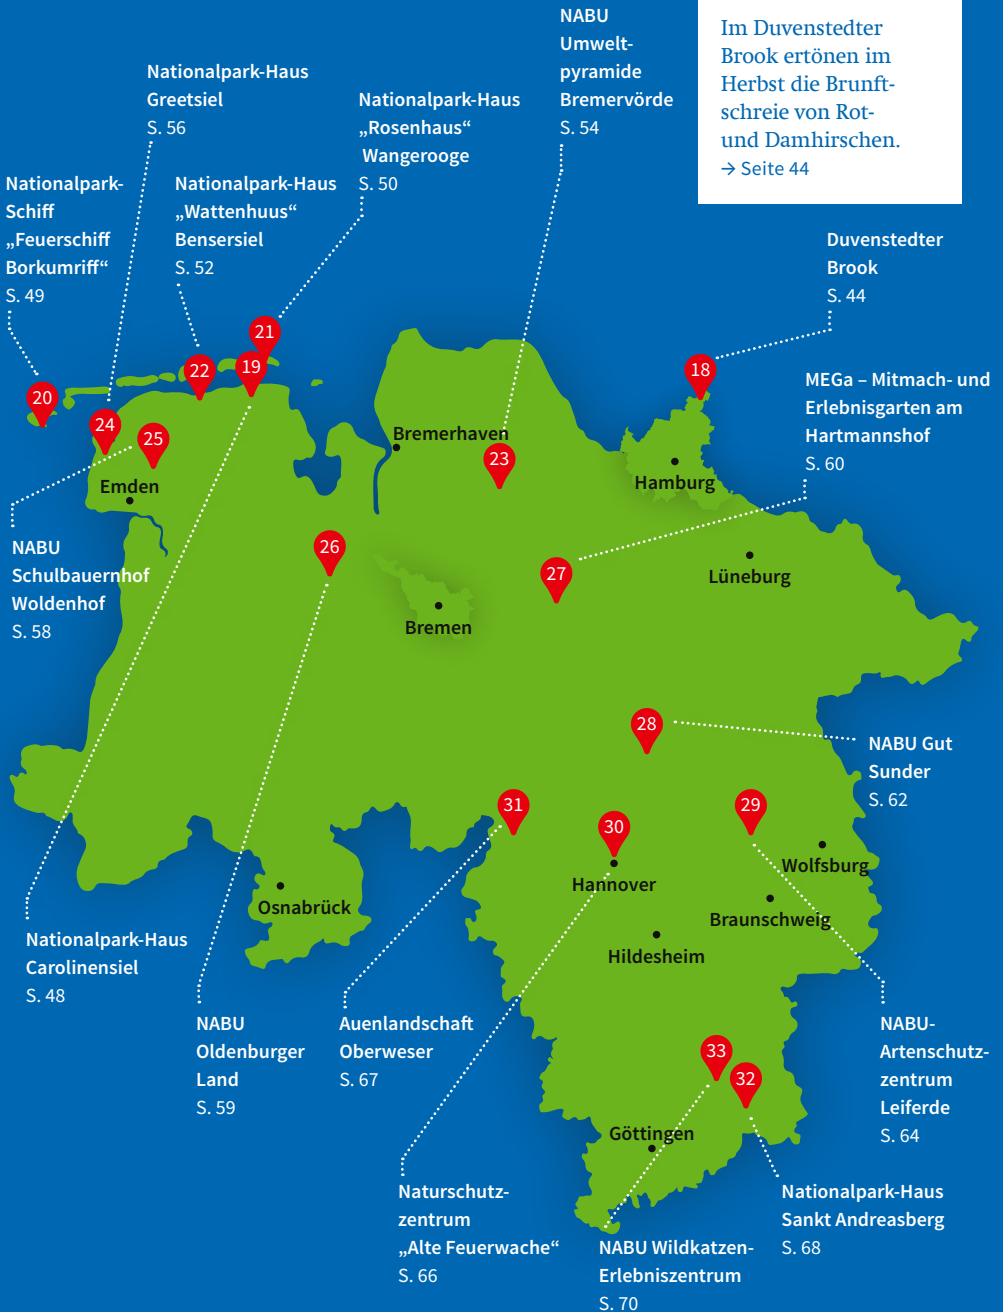 NABU
Umwelt-
pyramide
Bremervörde
S. 54
Im Duvenstedter
Brook ertönen im
Herbst die Brunft-
schreie von Rot-
und Damhirschen.
→ Seite 44
Nationalpark-Haus
Greetsiel
S. 56
Nationalpark-Haus
„Rosenhaus“
Wangerooge
S. 50
Nationalpark-
Schiff
„Feuerschiff
Borkumriff“
S. 49
Nationalpark-Haus
„Wattenhuus“
Bensersiel
S. 52
Duvenstedter
Brook
S. 44
21
22
19
20
24
25
18
MEGa – Mitmach- und
Erlebnisgarten am
Hartmannshof
S. 60
Bremerhaven
23
Hamburg
Emden
NABU
Schulbauernhof
Woldenhof
S. 58
26
27
Lüneburg
Bremen
28
NABU Gut
Sunder
S. 62
31
30
29
Wolfsburg
Hannover
Osnabrück
Braunschweig
Hildesheim
Nationalpark-Haus
Carolinensiel
S. 48
NABU
Oldenburger
Land
S. 59
Auenlandschaft
Oberweser
S. 67
NABU-
Artenschutz-
zentrum
Leiferde
S. 64
33
32
Göttingen
Naturschutz-
zentrum
„Alte Feuerwache“
S. 66
NABU Wildkatzen-
Erlebniszentrum
S. 70
Nationalpark-Haus
Sankt Andreasberg
S. 68